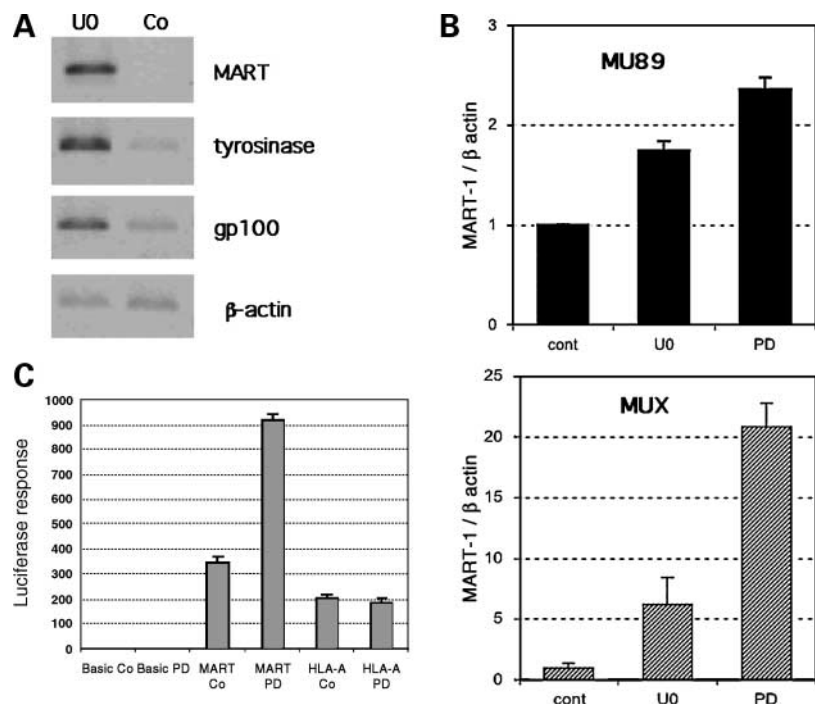 A
U0 Co
MART
tyrosinase
gp100
β-actin
B
MU89
MART-1 / β actin
3
2
1
0
cont U0 PD
MUX
MART-1 / β actin
25
20
15
10
5
0
cont U0 PD
C
Luciferase response
1000
900
800
700
600
500
400
300
200
100
0
Basic Co Basic PD MART Co MART PD HLA-A Co HLA-A PD